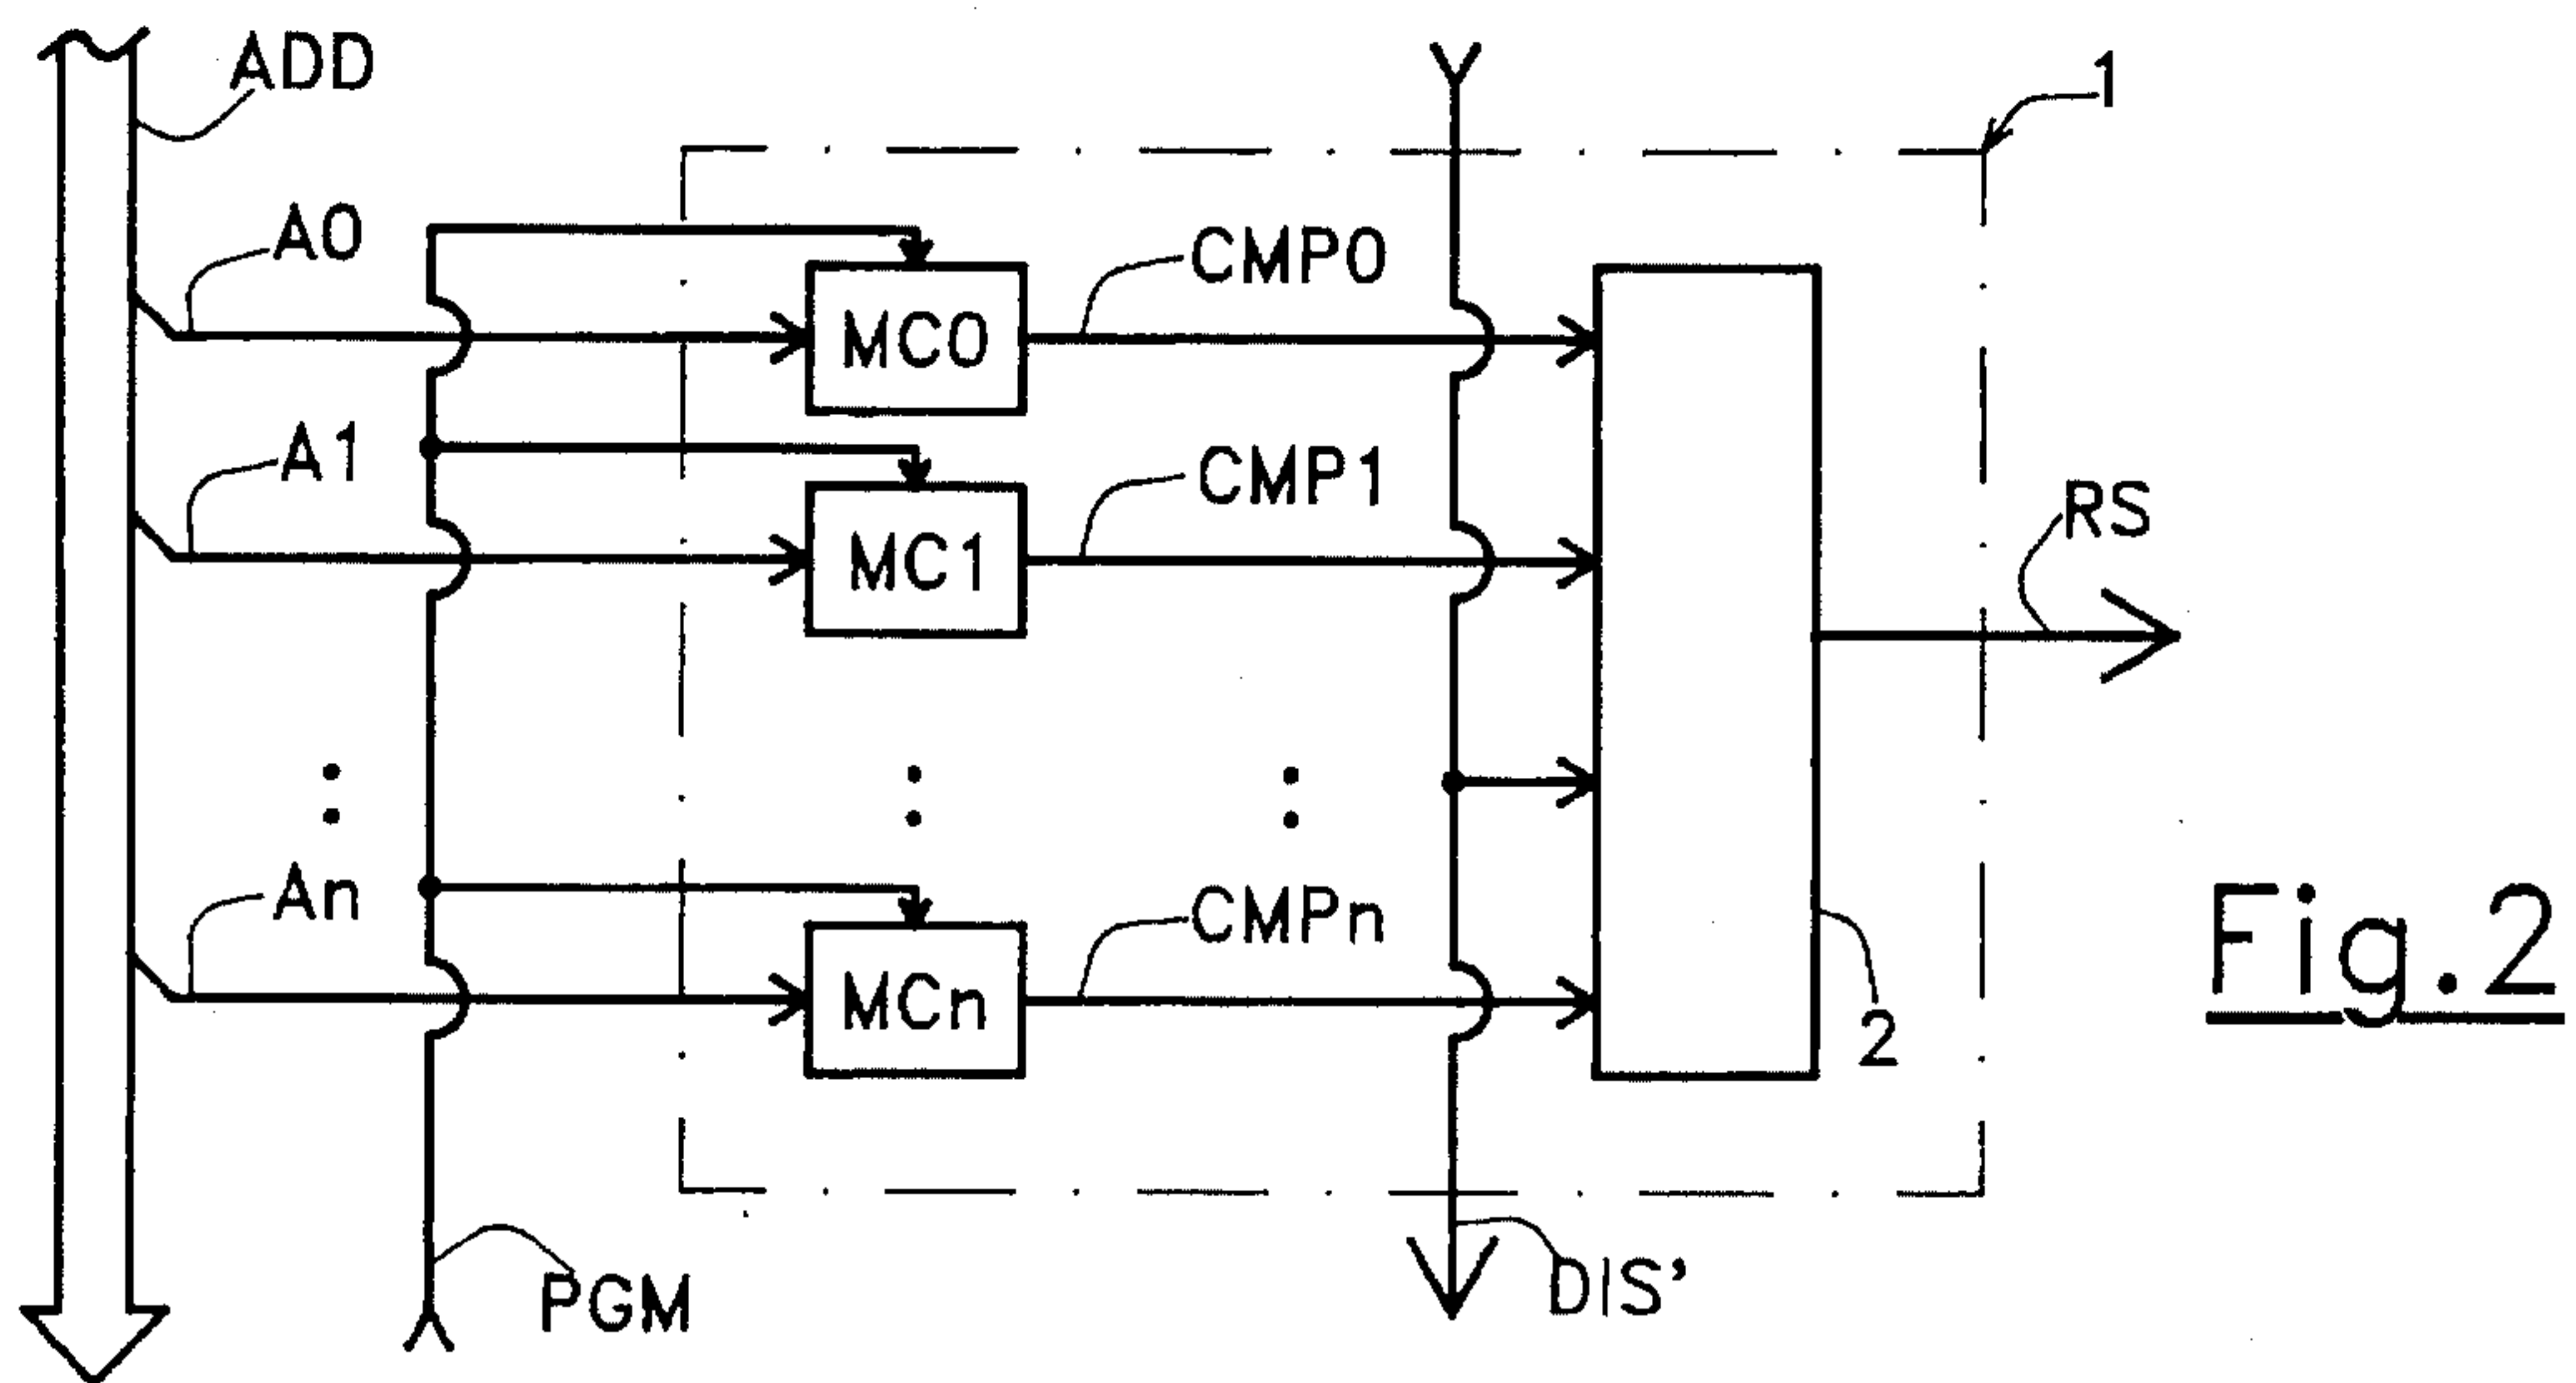 ADD
1
A0
CMP0
MC0
A1
CMP1
RS
MC1
An
CMPn
Fig.2
MCn
2
PGM
DIS'